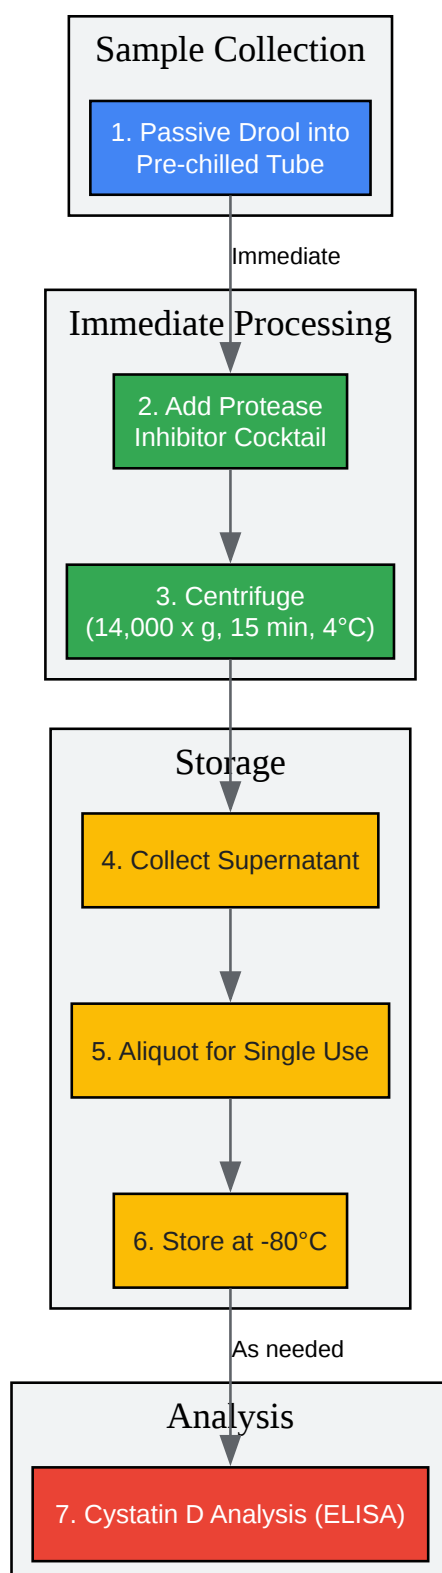 Sample Collection
1. Passive Drool into
Pre-chilled Tube
Immediate
Immediate Processing
2. Add Protease
Inhibitor Cocktail
3. Centrifuge
(14,000 x g, 15 min, 4°C)
Storage
4. Collect Supernatant
5. Aliquot for Single Use
6. Store at -80°C
As needed
Analysis
7. Cystatin D Analysis (ELISA)